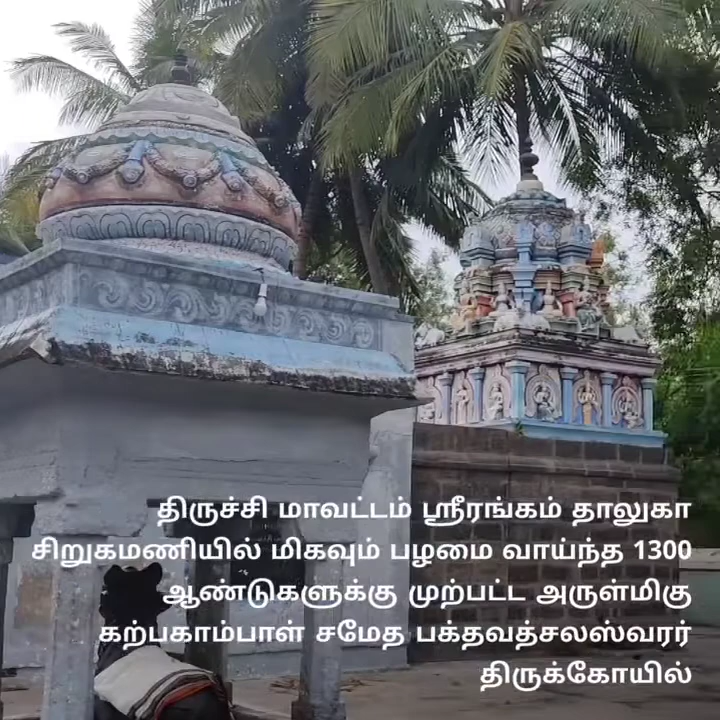 திருச்சி மாவட்டம் ஸ்ரீரங்கம் தாலுகா
சிறுகமணியில் மிகவும் பழமை வாய்ந்த 1300
ஆண்டுகளுக்கு முற்பட்ட அருள்மிகு
கற்பகாம்பாள் சமேத பக்தவத்சலஸ்வரர்
திருக்கோயில்